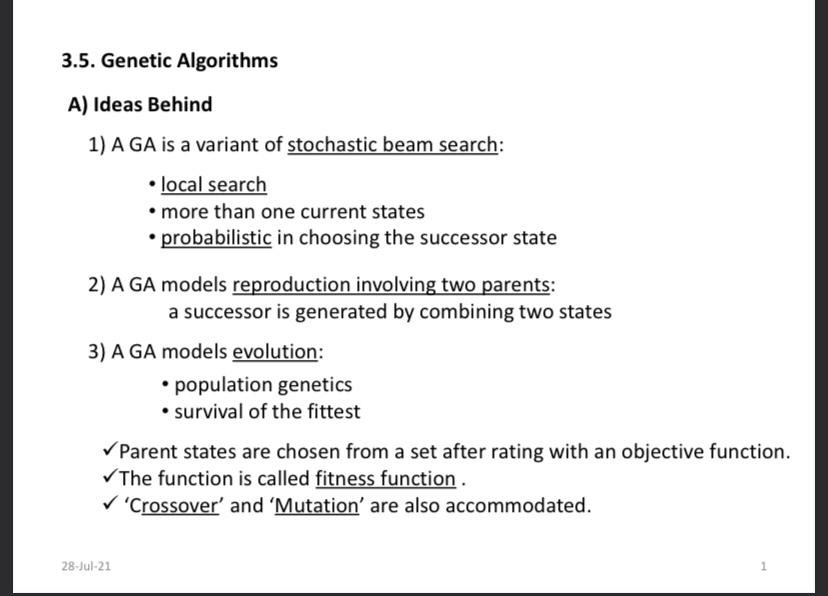 3.5. Genetic Algorithms
A) Ideas Behind
1) A GA is a variant of stochastic beam search:
• local search
• more than one current states
• probabilistic in choosing the successor state
2) A GA models reproduction involving two parents:
a successor is generated by combining two states
3) A GA models evolution:
• population genetics
• survival of the fittest
✓Parent states are chosen from a set after rating with an objective function.
✓The function is called fitness function .
✓ ‘Crossover’ and ‘Mutation’ are also accommodated.
28-Jul-21
1